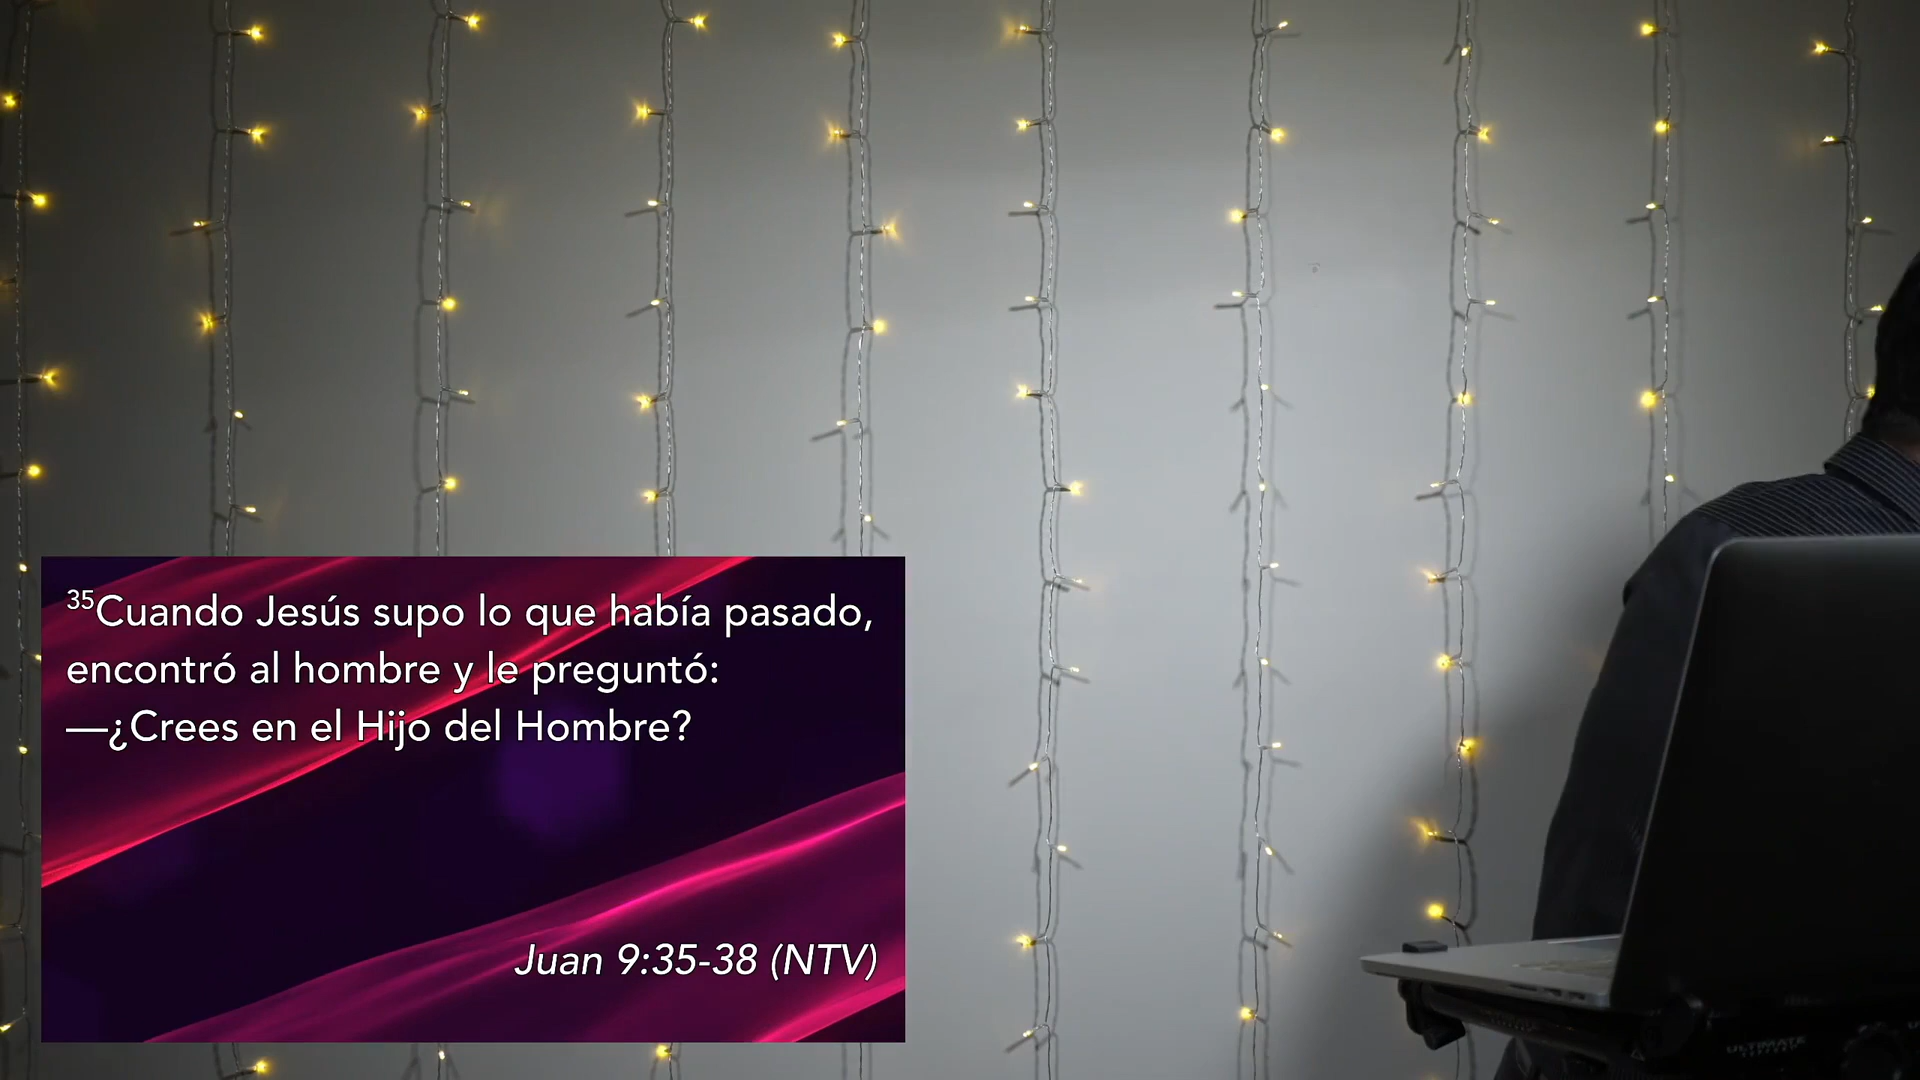 ³⁵Cuando Jesús supo lo que había pasado,
encontró al hombre y le preguntó:
—¿Crees en el Hijo del Hombre?
Juan 9:35-38 (NTV)
ULTIMATE